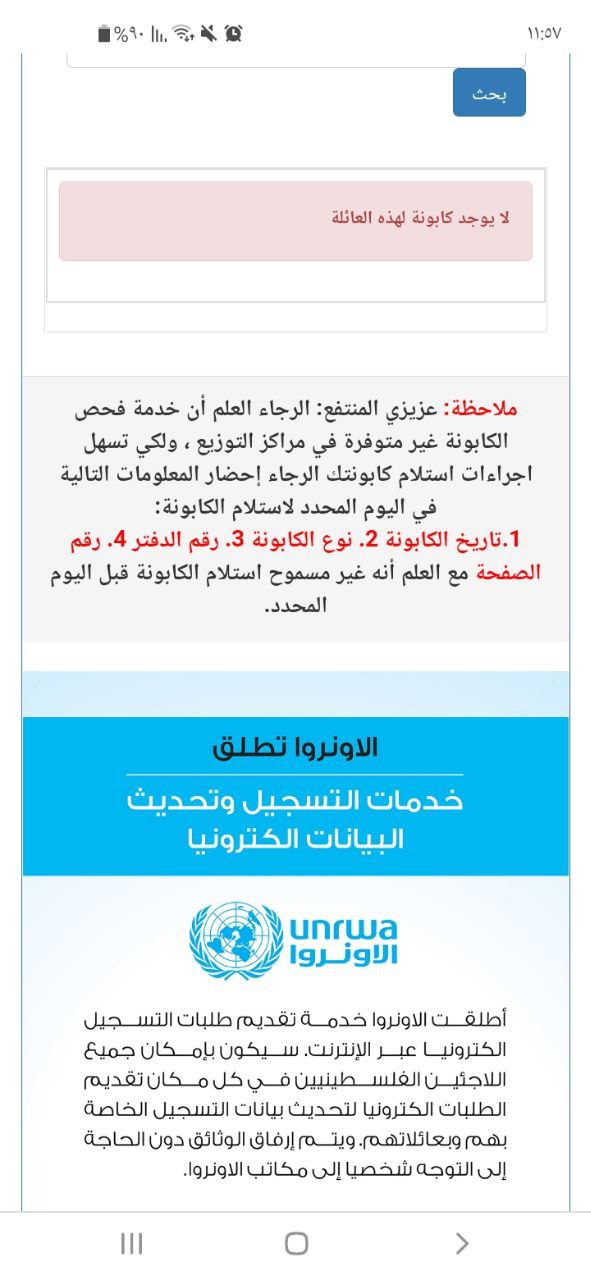 ١١:٥٧
%٩٠
بحث
لا يوجد كابونة لهذه العائلة
ملاحظة: عزيزي المنتفع: الرجاء العلم أن خدمة فحص
الكابونة غير متوفرة في مراكز التوزيع ، ولكي تسهل
اجراءات استلام كابونتك الرجاء إحضار المعلومات التالية
في اليوم المحدد لاستلام الكابونة:
1.تاريخ الكابونة 2. نوع الكابونة 3. رقم الدفتر 4. رقم
الصفحة مع العلم أنه غير مسموح استلام الكابونة قبل اليوم
المحدد.
الاونروا تطلق
خدمات التسجيل وتحديث
البيانات الكترونيا
unrwa
الاونروا
أطلقت الاونروا خدمة تقديم طلبات التسجيل
الكترونيا عبر الإنترنت. سيكون بإمكان جميع
اللاجئين الفلسطينيين في كل مكان تقديم
الطلبات الكترونيا لتحديث بيانات التسجيل الخاصة
بهم وبعائلاتهم. ويتم إرفاق الوثائق دون الحاجة
إلى التوجه شخصيا إلى مكاتب الاونروا.